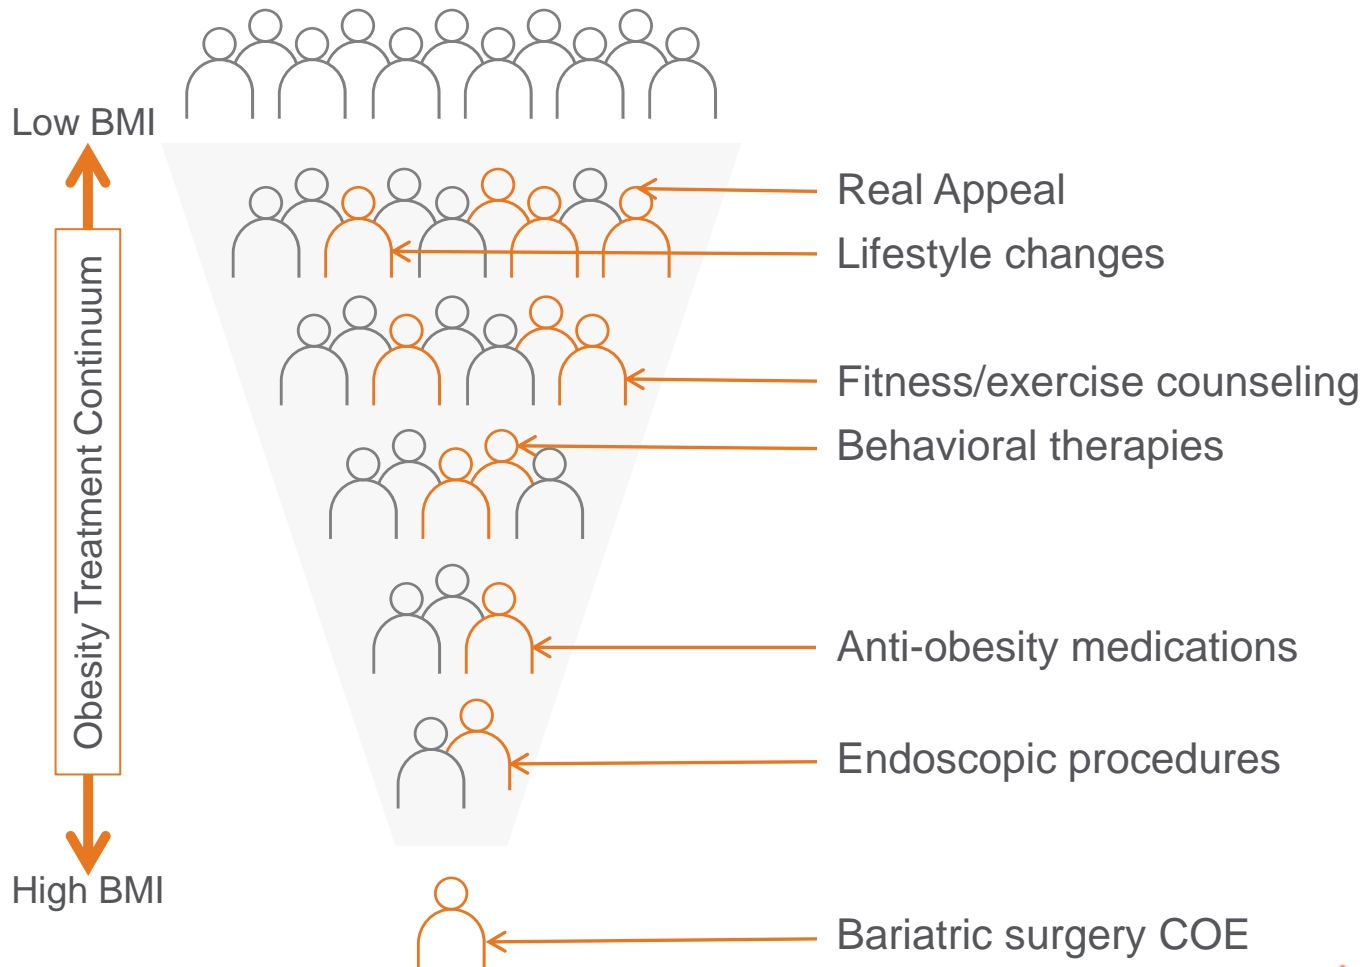 Low BMI
Real Appeal
Lifestyle changes
Obesity Treatment Continuum
Fitness/exercise counseling
Behavioral therapies
Anti-obesity medications
Endoscopic procedures
High BMI
Bariatric surgery COE